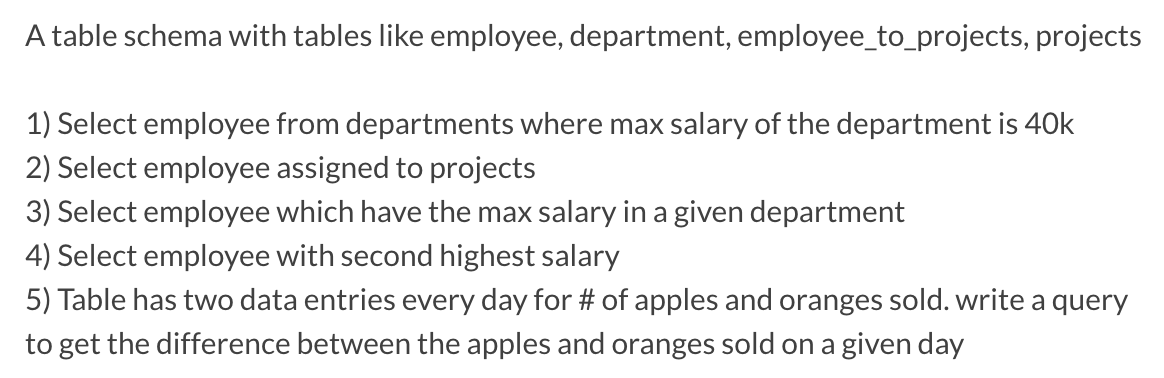 A table schema with tables like employee, department, employee_to_projects, projects
1) Select employee from departments where max salary of the department is 40k
2) Select employee assigned to projects
3) Select employee which have the max salary in a given department
4) Select employee with second highest salary
5) Table has two data entries every day for # of apples and oranges sold. write a query
to get the difference between the apples and oranges sold on a given day